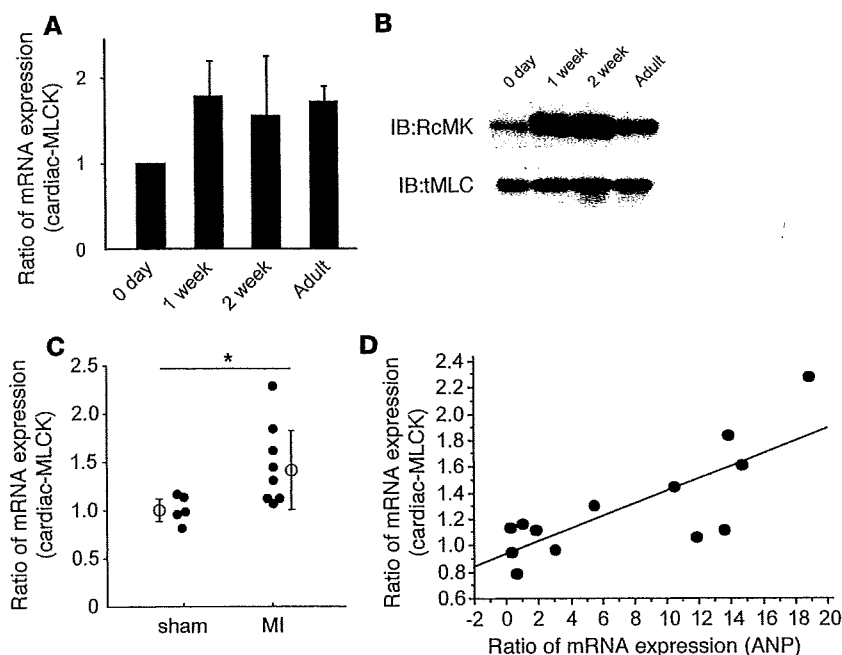 A
Ratio of mRNA expression
(cardiac-MLCK)
2
1
0
0 day
1 week
2 week
Adult
B
0 day
1 week
2 week
Adult
IB:RcMK
IB:tMLC
C
Ratio of mRNA expression
(cardiac-MLCK)
2.5
2.0
1.5
1.0
0.5
0
*
sham
MI
D
Ratio of mRNA expression
(cardiac-MLCK)
2.4
2.2
2.0
1.8
1.6
1.4
1.2
1.0
0.8
0.6
-2 0 2 4 6 8 10 12 14 16 18 20
Ratio of mRNA expression (ANP)